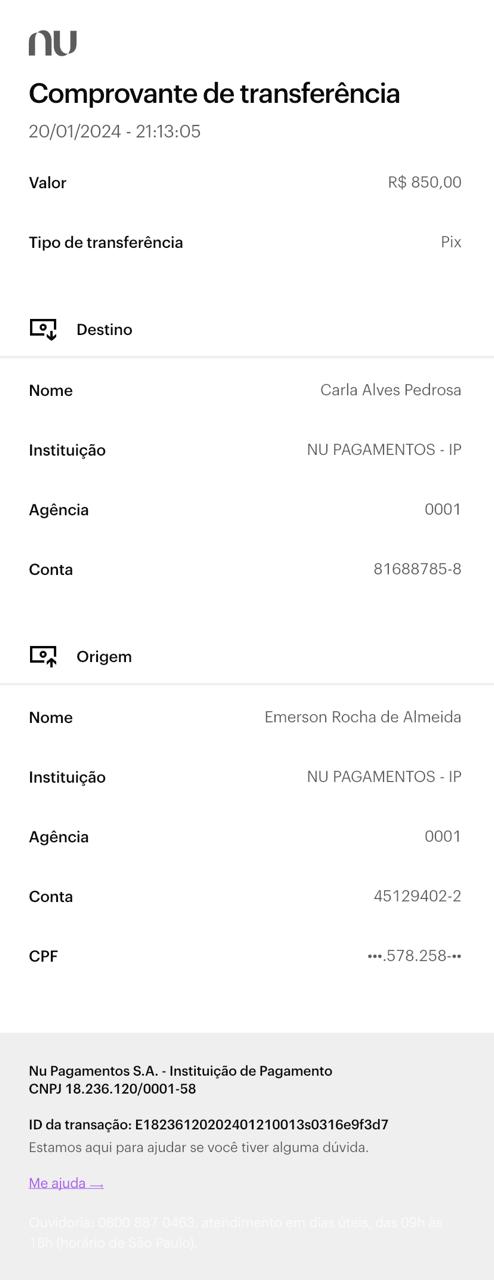 nu
Comprovante de transferência
20/01/2024 - 21:13:05
Valor R$ 850,00
Tipo de transferência Pix
Destino
Nome Carla Alves Pedrosa
Instituição NU PAGAMENTOS - IP
Agência 0001
Conta 81688785-8
Origem
Nome Emerson Rocha de Almeida
Instituição NU PAGAMENTOS - IP
Agência 0001
Conta 45129402-2
CPF •••.578.258-••
Nu Pagamentos S.A. - Instituição de Pagamento
CNPJ 18.236.120/0001-58
ID da transação: E18236120202401210013s0316e9f3d7
Estamos aqui para ajudar se você tiver alguma dúvida.
Me ajuda →
Ouvidoria: 0800 887 0463, atendimento em dias úteis, das 09h às
18h (horário de São Paulo).